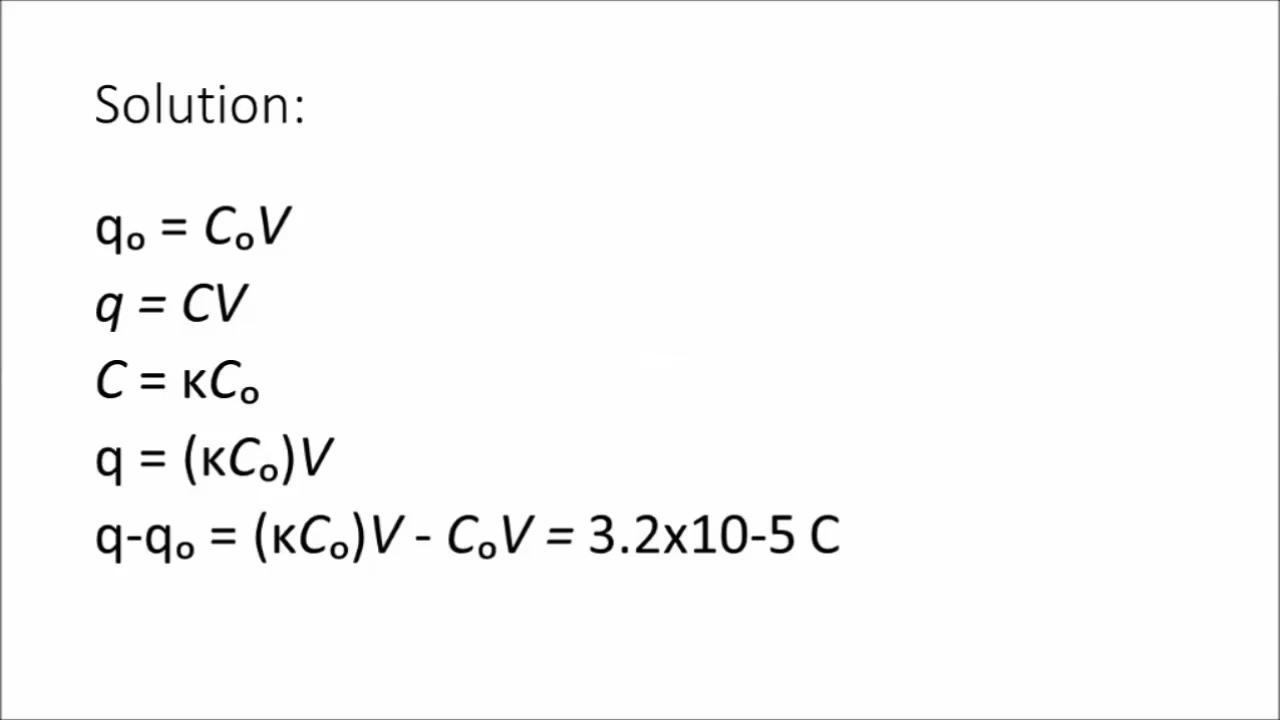 Solution:
qₒ = CₒV
q = CV
C = κCₒ
q = (κCₒ)V
q-qₒ = (κCₒ)V - CₒV = 3.2x10-5 C